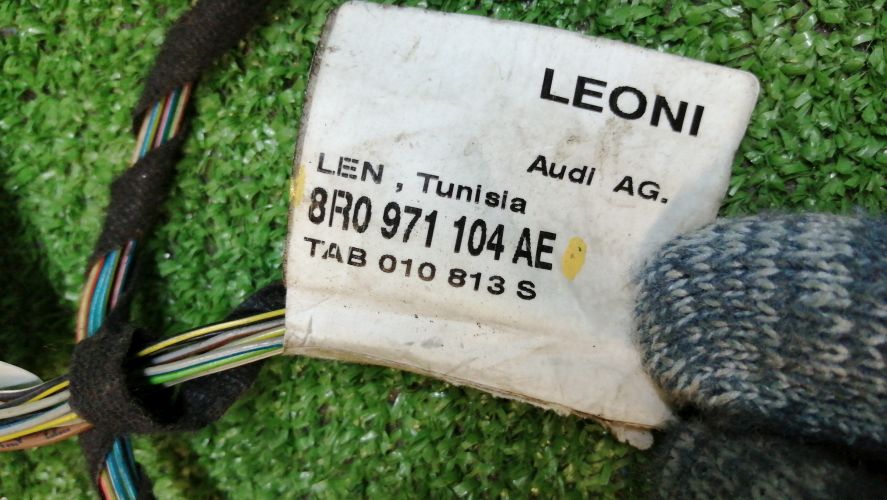 LEONI
Audi AG.
LEN , Tunisia
8R0 971 104 AE
TAB 010 813 S